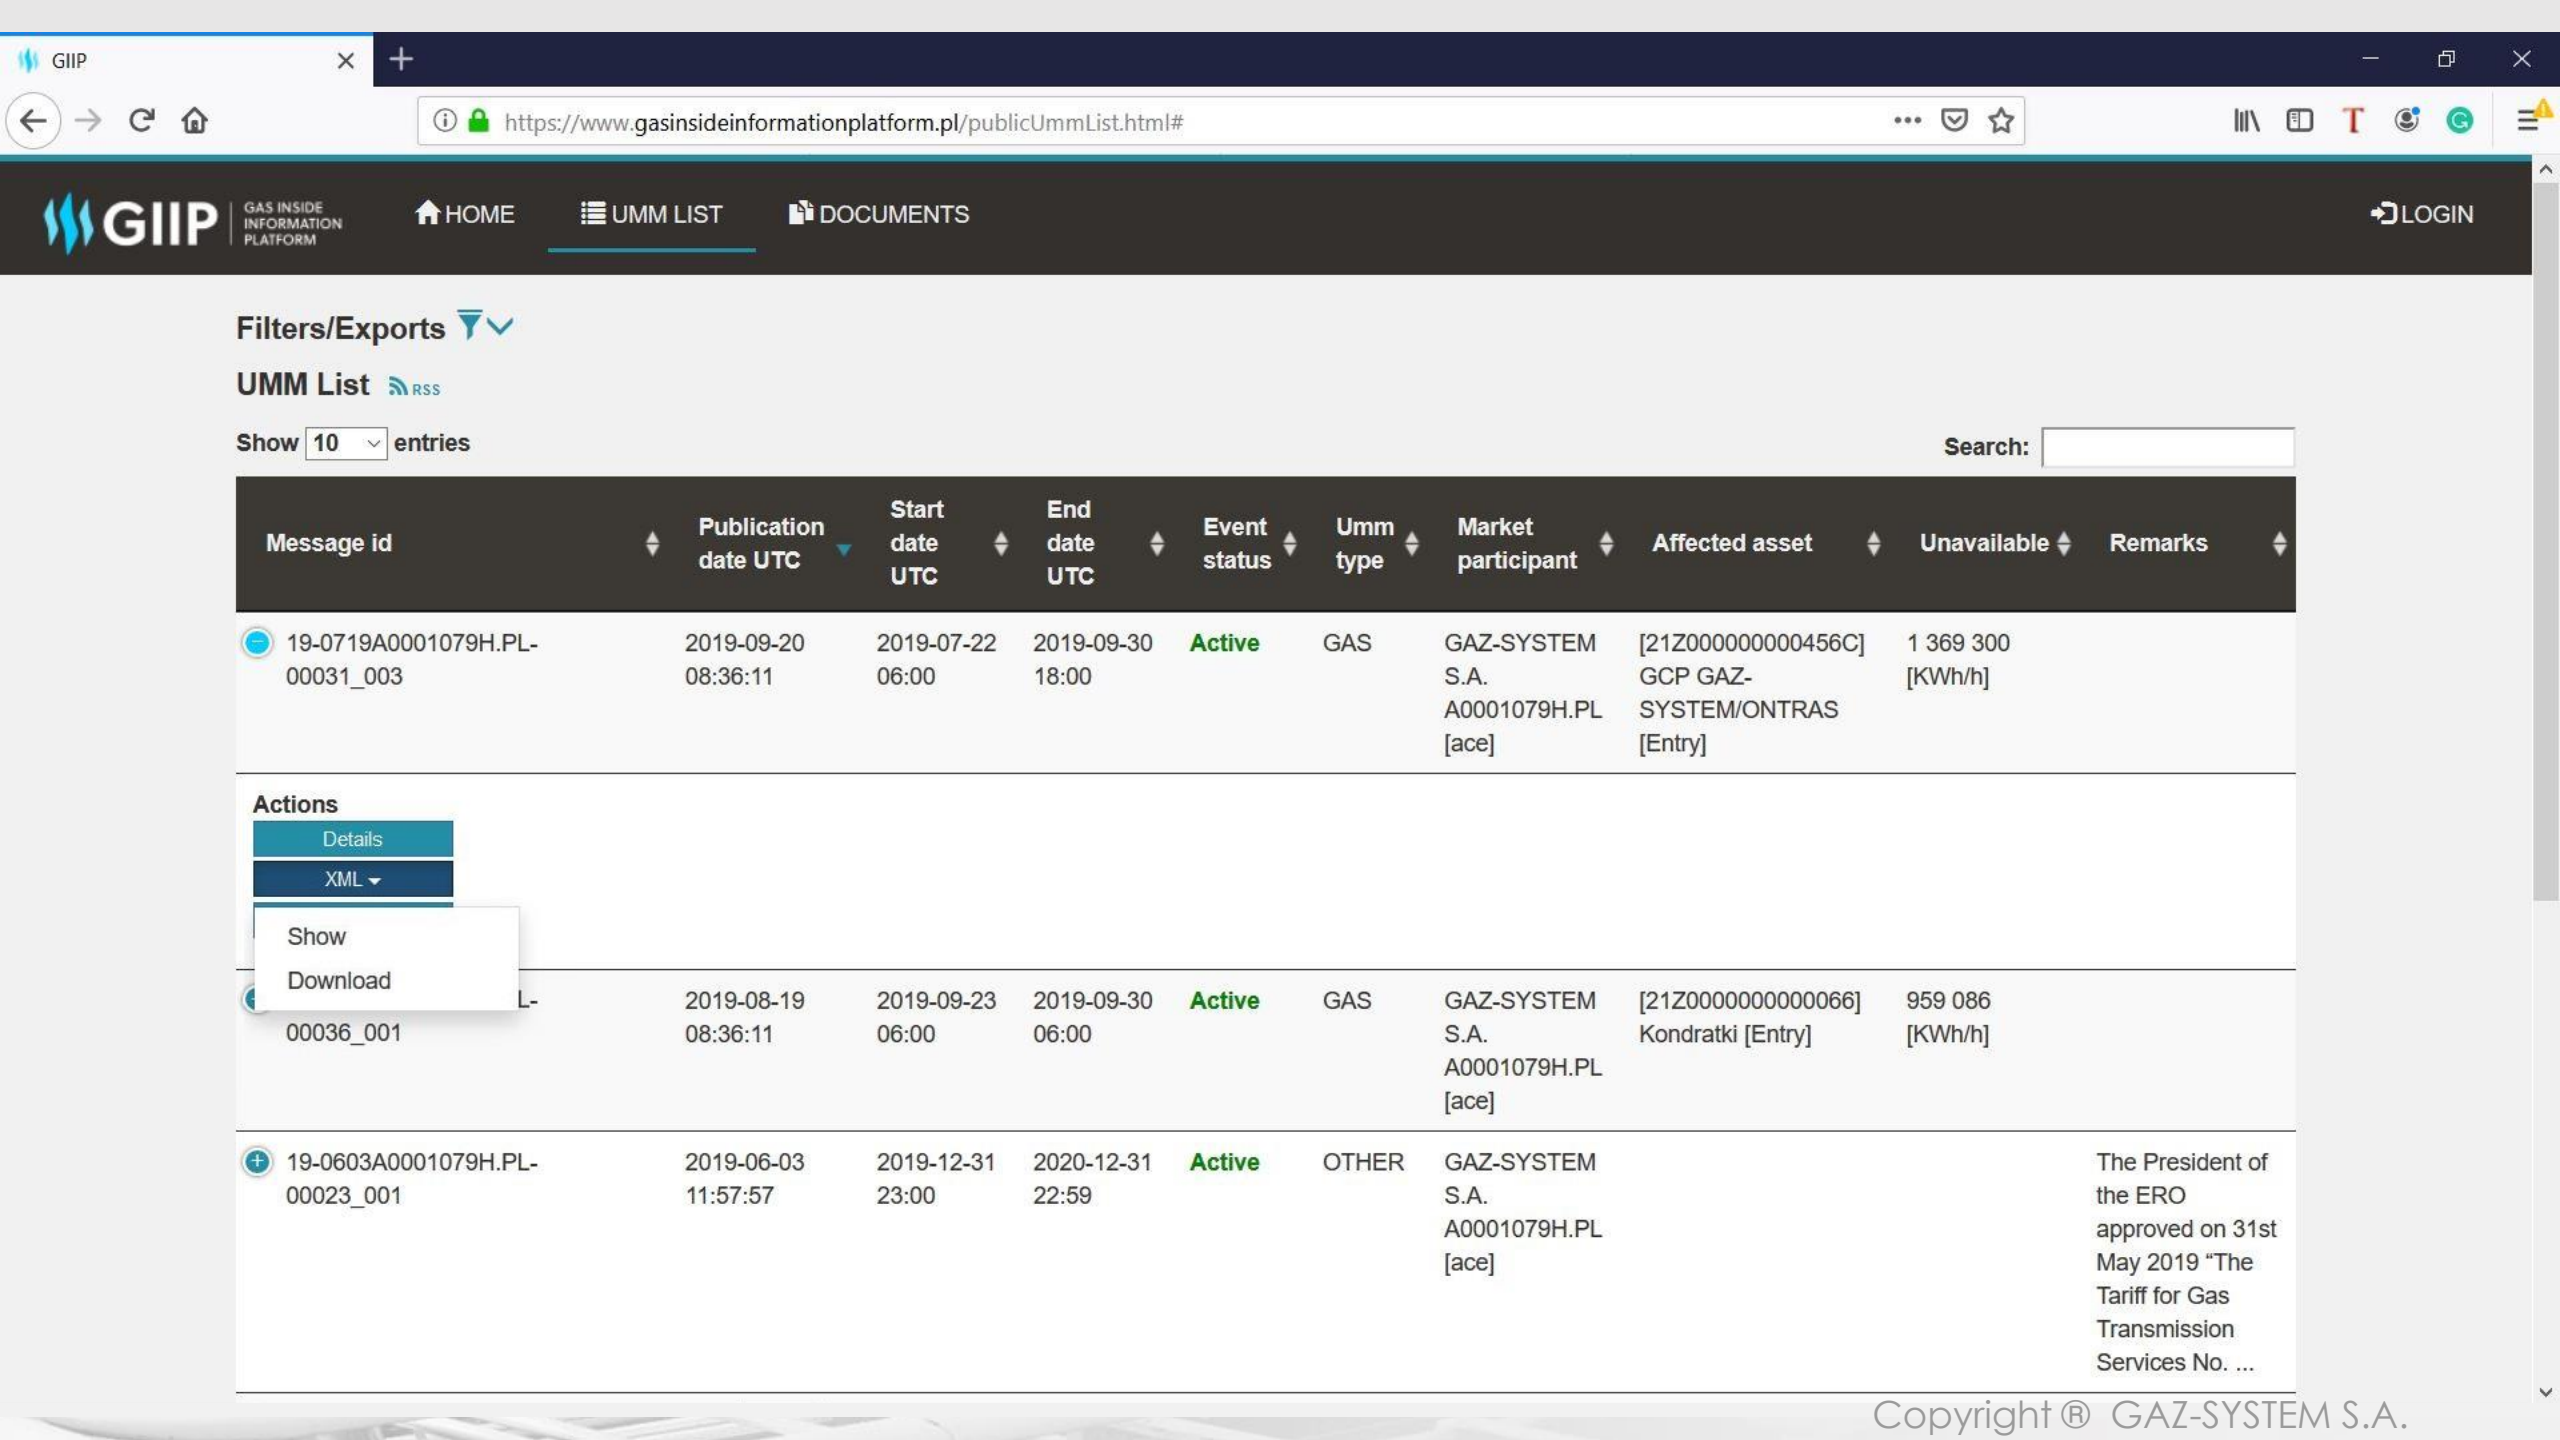 GIIP
https://www.gasinsideinformationplatform.pl/publicUmmList.html#
GIIP
GAS INSIDE
INFORMATION
PLATFORM
HOME
UMM LIST
DOCUMENTS
LOGIN
Filters/Exports
UMM List RSS
Show 10 entries
Search:
Message id
Publication
date UTC
Start
date
UTC
End
date
UTC
Event
status
Umm
type
Market
participant
Affected asset
Unavailable
Remarks
19-0719A0001079H.PL-
00031_003
2019-09-20
08:36:11
2019-07-22
06:00
2019-09-30
18:00
Active
GAS
GAZ-SYSTEM
S.A.
A0001079H.PL
[ace]
[21Z000000000456C]
GCP GAZ-
SYSTEM/ONTRAS
[Entry]
1 369 300
[KWh/h]
Actions
Details
XML
Show
Download
L-
00036_001
2019-08-19
08:36:11
2019-09-23
06:00
2019-09-30
06:00
Active
GAS
GAZ-SYSTEM
S.A.
A0001079H.PL
[ace]
[21Z0000000000066]
Kondratki [Entry]
959 086
[KWh/h]
19-0603A0001079H.PL-
00023_001
2019-06-03
11:57:57
2019-12-31
23:00
2020-12-31
22:59
Active
OTHER
GAZ-SYSTEM
S.A.
A0001079H.PL
[ace]
The President of
the ERO
approved on 31st
May 2019 “The
Tariff for Gas
Transmission
Services No. ...
Copyright ® GAZ-SYSTEM S.A.